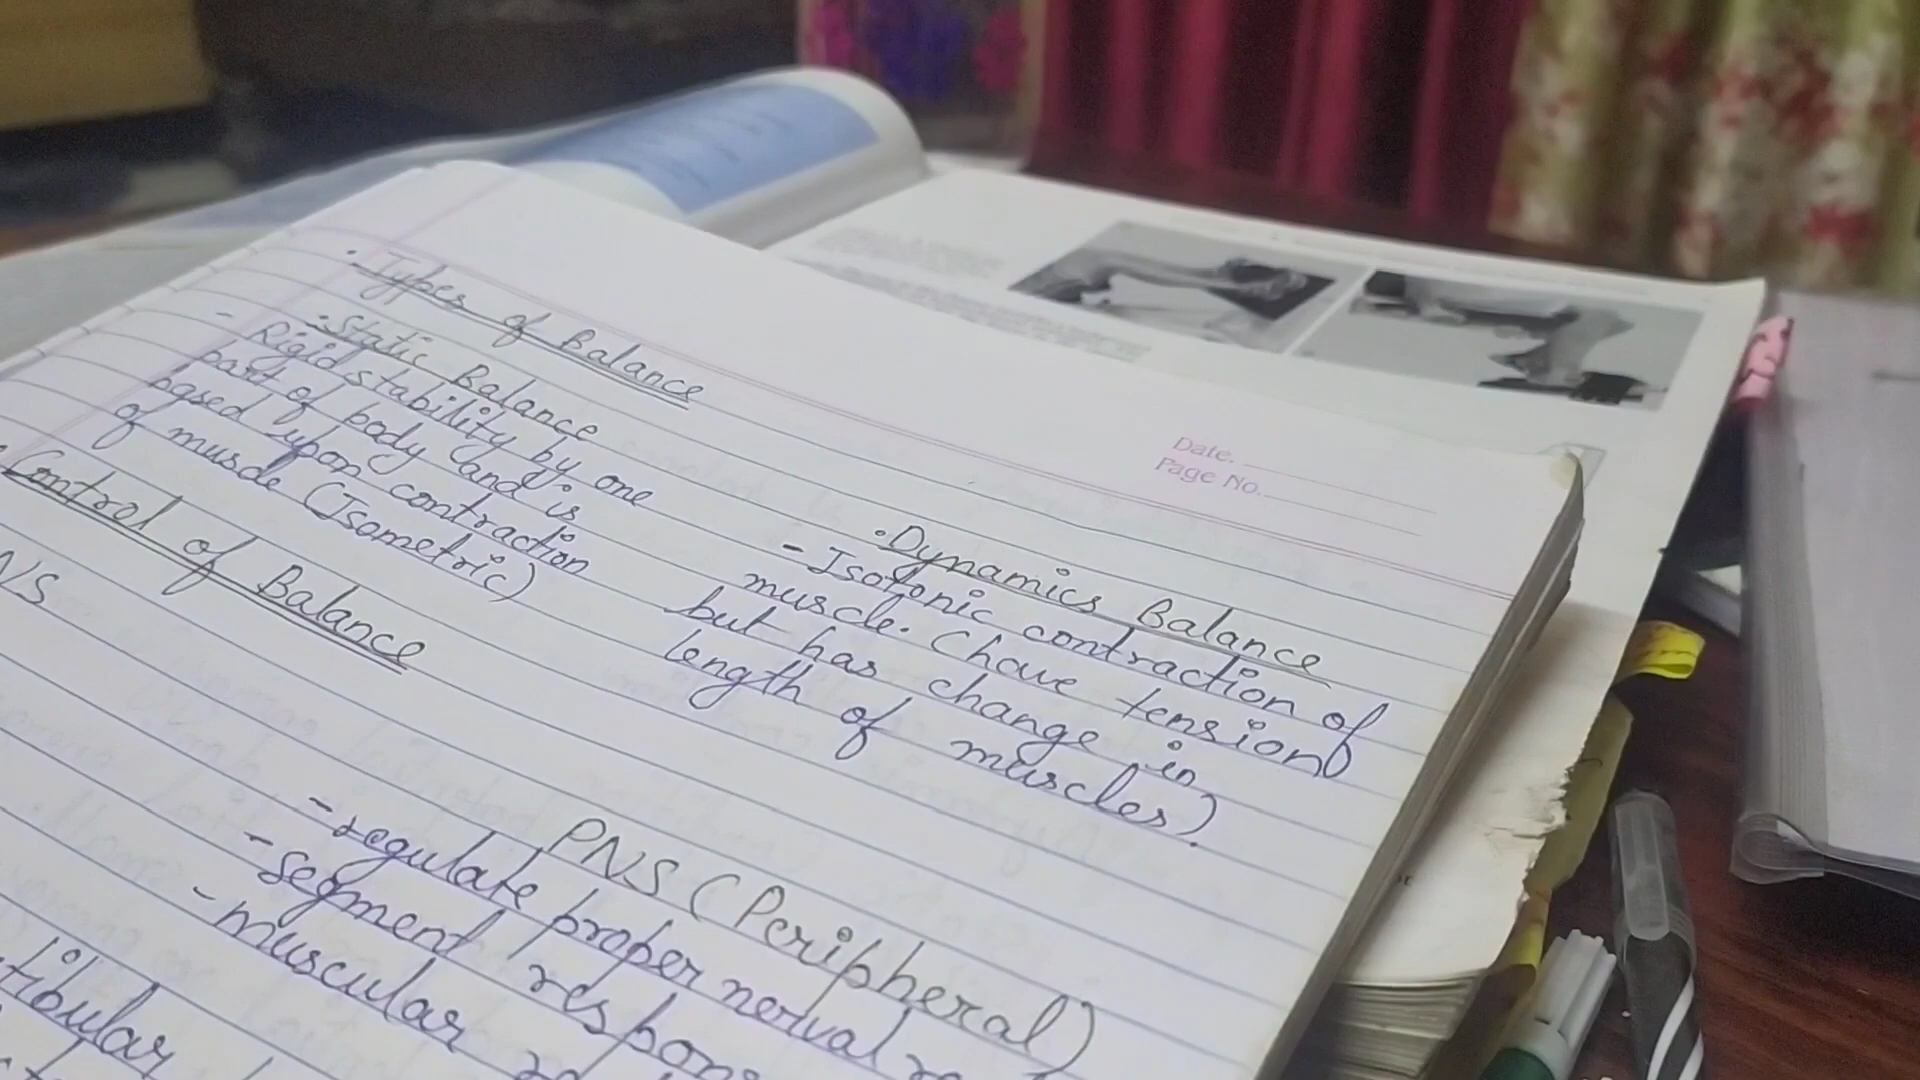 · Types of Balance
· Static Balance
- Rigid stability by one
part of body and is
based upon contraction
of muscle (Isometric)
Date.
Page No.
· Dynamics Balance
- Isotonic contraction of
muscle. (have tension
but has change in
length of muscles)
· Control of Balance
NS
PNS (Peripheral)
- regulate proper nerval
- segment
- muscular
tibular